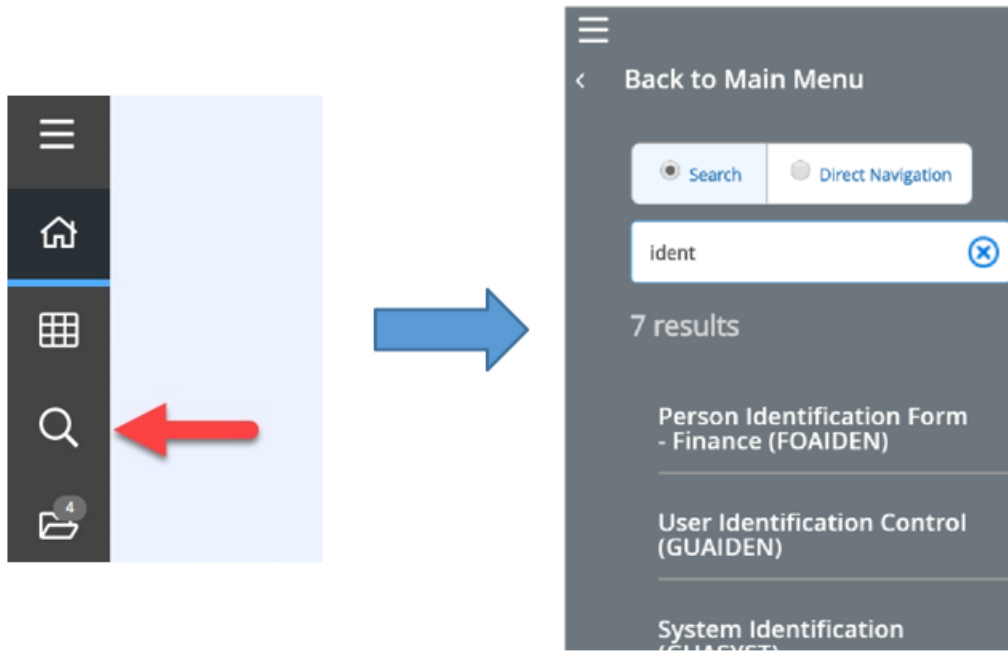 4
Back to Main Menu
Search
Direct Navigation
ident
7 results
Person Identification Form
- Finance (FOAIDEN)
User Identification Control
(GUAIDEN)
System Identification